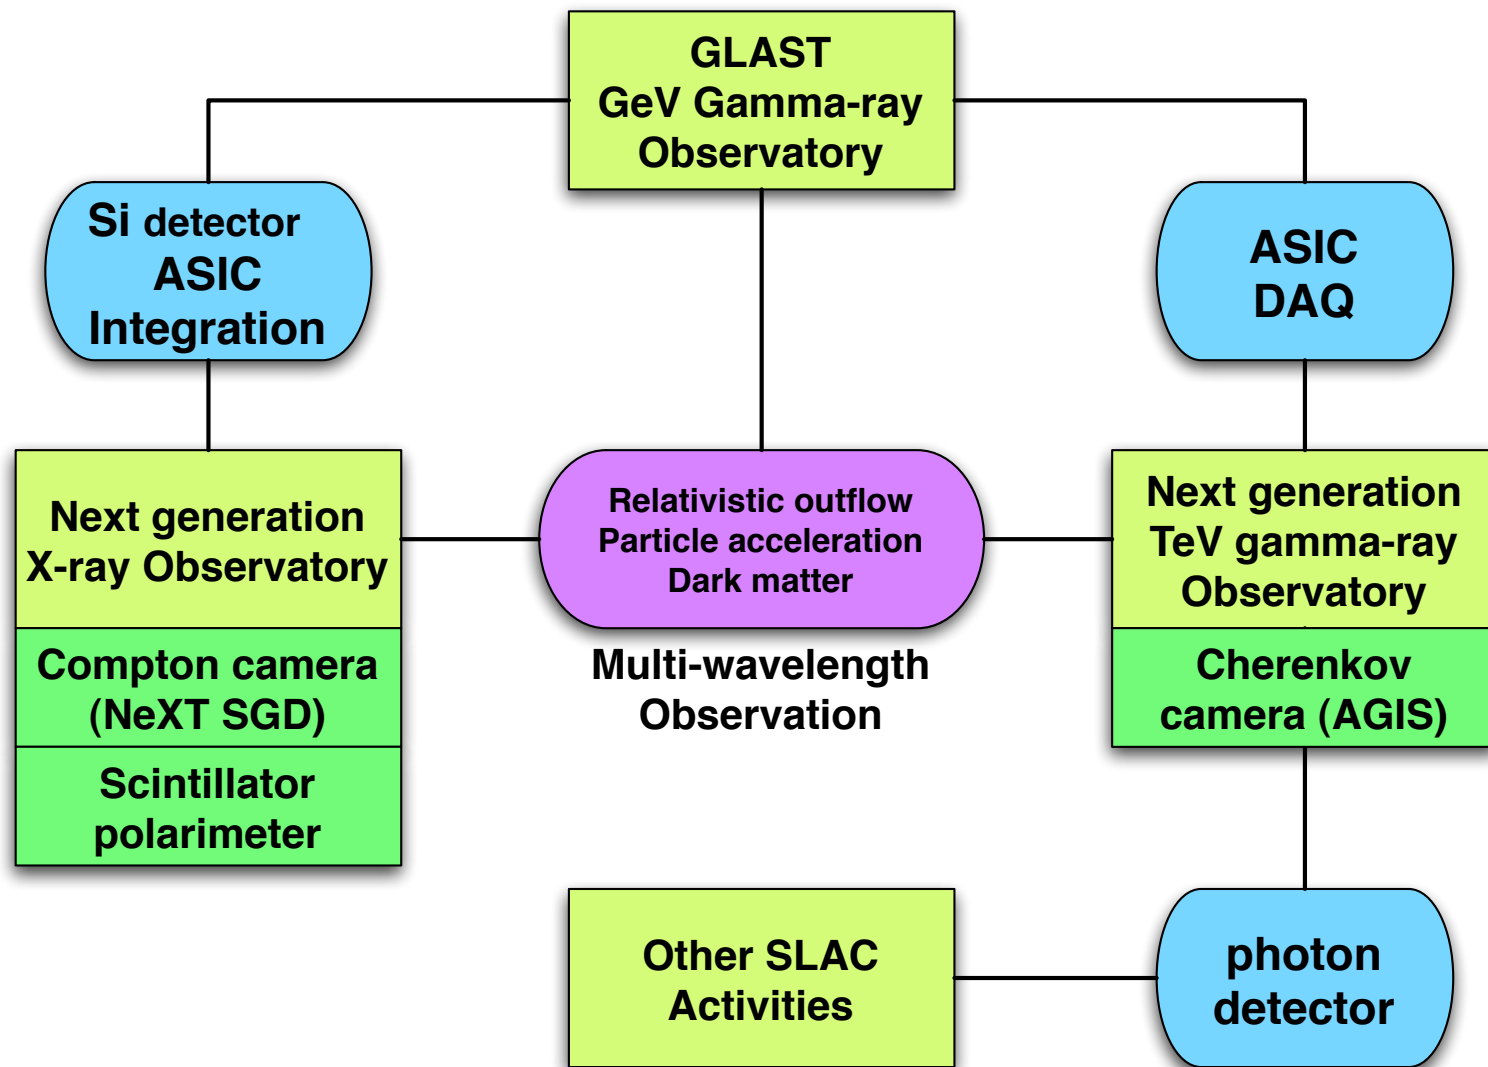 GLAST
GeV Gamma-ray
Observatory
Si detector
ASIC
Integration
ASIC
DAQ
Next generation
X-ray Observatory
Relativistic outflow
Particle acceleration
Dark matter
Next generation
TeV gamma-ray
Observatory
Compton camera
(NeXT SGD)
Multi-wavelength
Observation
Cherenkov
camera (AGIS)
Scintillator
polarimeter
Other SLAC
Activities
photon
detector